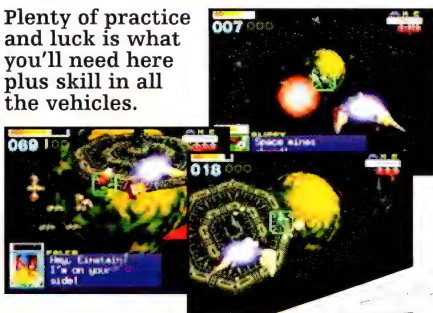 Plenty of practice
and luck is what
you'll need here
plus skill in all
the vehicles.
007
SLIPPY
Space mines
069
018
FALCO
Hey, Einstein!
I'm on your
side!